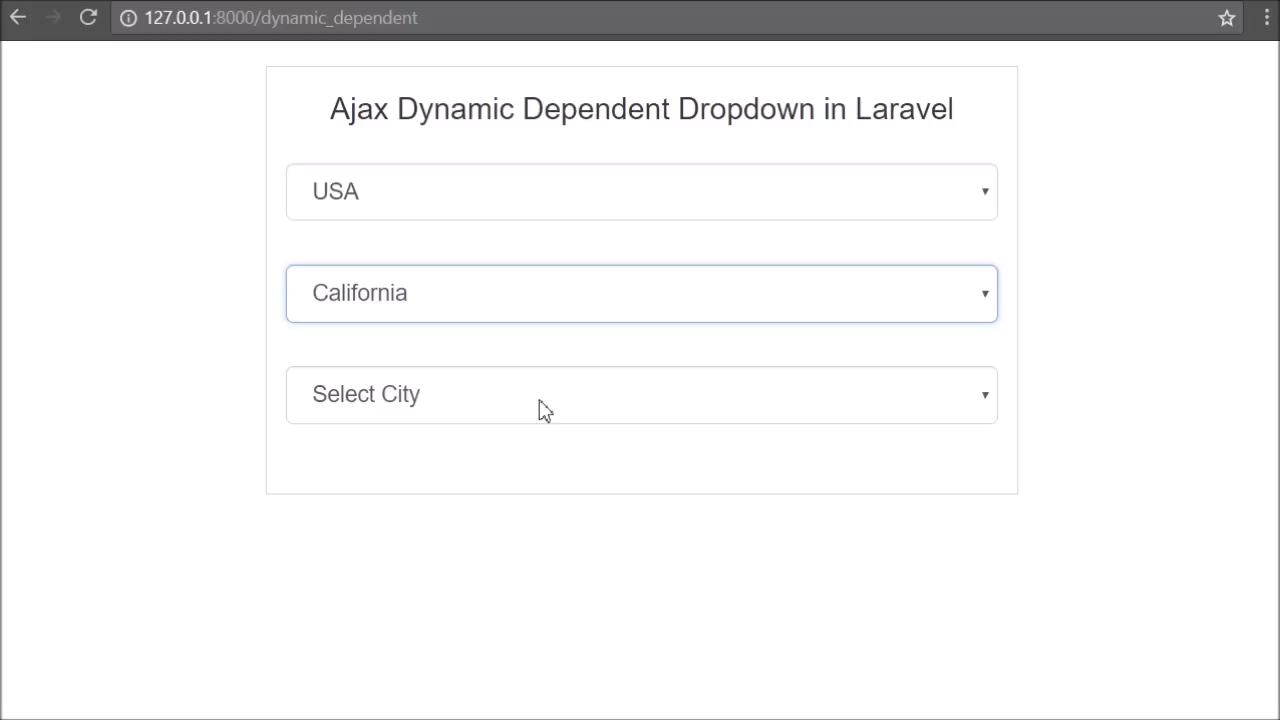 127.0.0.1:8000/dynamic_dependent
Ajax Dynamic Dependent Dropdown in Laravel
USA
California
Select City